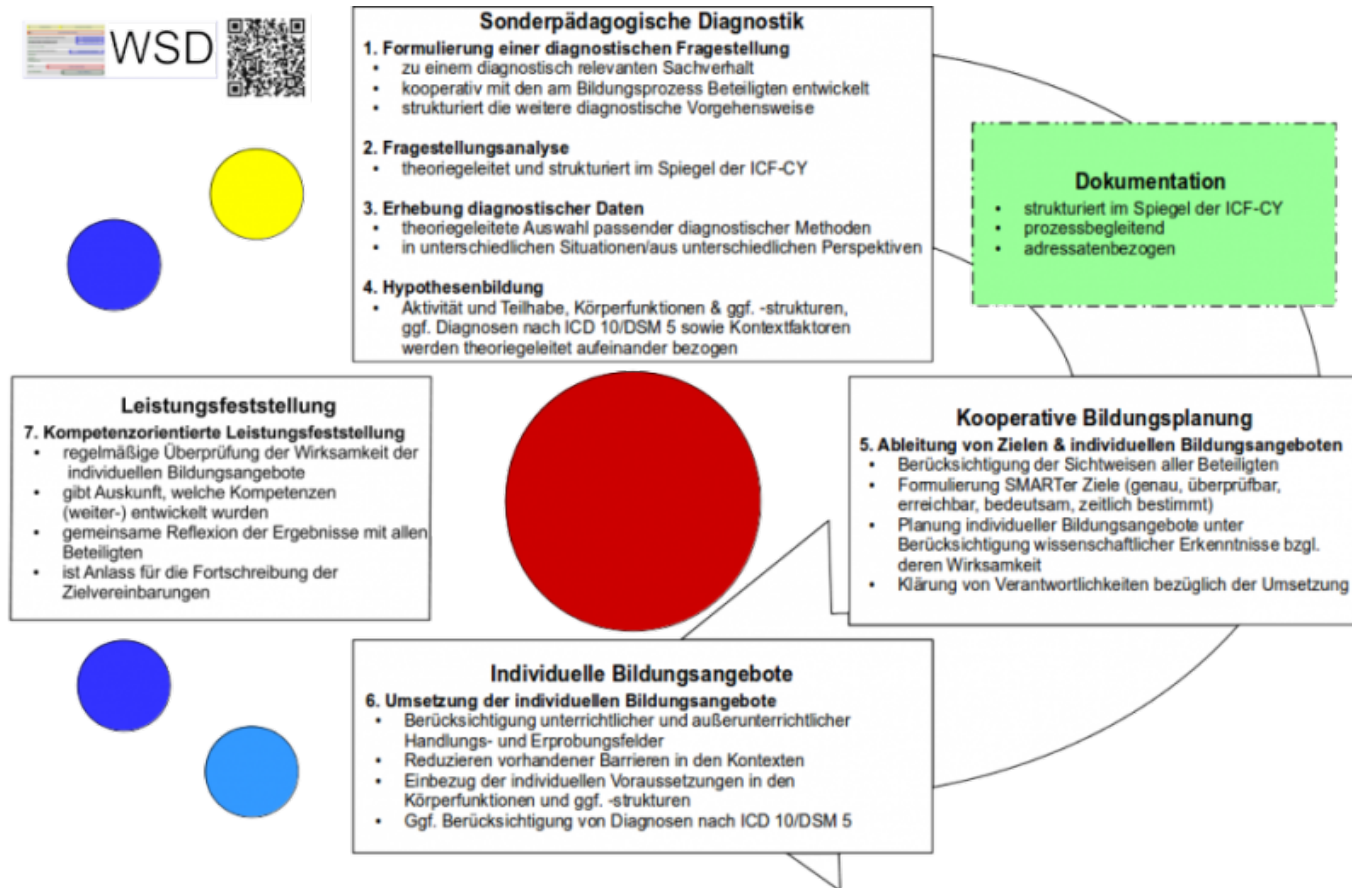 WSD
Sonderpädagogische Diagnostik
1. Formulierung einer diagnostischen Fragestellung
• zu einem diagnostisch relevanten Sachverhalt
• kooperativ mit den am Bildungsprozess Beteiligten entwickelt
• strukturiert die weitere diagnostische Vorgehensweise
2. Fragestellungsanalyse
• theoriegeleitet und strukturiert im Spiegel der ICF-CY
3. Erhebung diagnostischer Daten
• theoriegeleitete Auswahl passender diagnostischer Methoden
• in unterschiedlichen Situationen/aus unterschiedlichen Perspektiven
4. Hypothesenbildung
• Aktivität und Teilhabe, Körperfunktionen & ggf. -strukturen,
ggf. Diagnosen nach ICD 10/DSM 5 sowie Kontextfaktoren
werden theoriegeleitet aufeinander bezogen
Dokumentation
• strukturiert im Spiegel der ICF-CY
• prozessbegleitend
• adressatenbezogen
Leistungsfeststellung
7. Kompetenzorientierte Leistungsfeststellung
• regelmäßige Überprüfung der Wirksamkeit der
individuellen Bildungsangebote
• gibt Auskunft, welche Kompetenzen
(weiter-) entwickelt wurden
• gemeinsame Reflexion der Ergebnisse mit allen
Beteiligten
• ist Anlass für die Fortschreibung der
Zielvereinbarungen
Kooperative Bildungsplanung
5. Ableitung von Zielen & individuellen Bildungsangeboten
• Berücksichtigung der Sichtweisen aller Beteiligten
• Formulierung SMARTer Ziele (genau, überprüfbar,
erreichbar, bedeutsam, zeitlich bestimmt)
• Planung individueller Bildungsangebote unter
Berücksichtigung wissenschaftlicher Erkenntnisse bzgl.
deren Wirksamkeit
• Klärung von Verantwortlichkeiten bezüglich der Umsetzung
Individuelle Bildungsangebote
6. Umsetzung der individuellen Bildungsangebote
• Berücksichtigung unterrichtlicher und außerunterrichtlicher
Handlungs- und Erprobungsfelder
• Reduzieren vorhandener Barrieren in den Kontexten
• Einbezug der individuellen Voraussetzungen in den
Körperfunktionen und ggf. -strukturen
• Ggf. Berücksichtigung von Diagnosen nach ICD 10/DSM 5